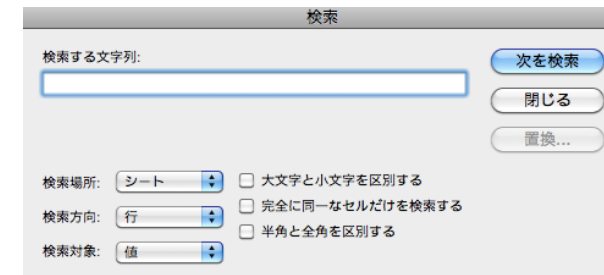 検索
検索する文字列:
次を検索
閉じる
置換...
検索場所: シート
大文字と小文字を区別する
検索方向: 行
完全に同一なセルだけを検索する
半角と全角を区別する
検索対象: 値